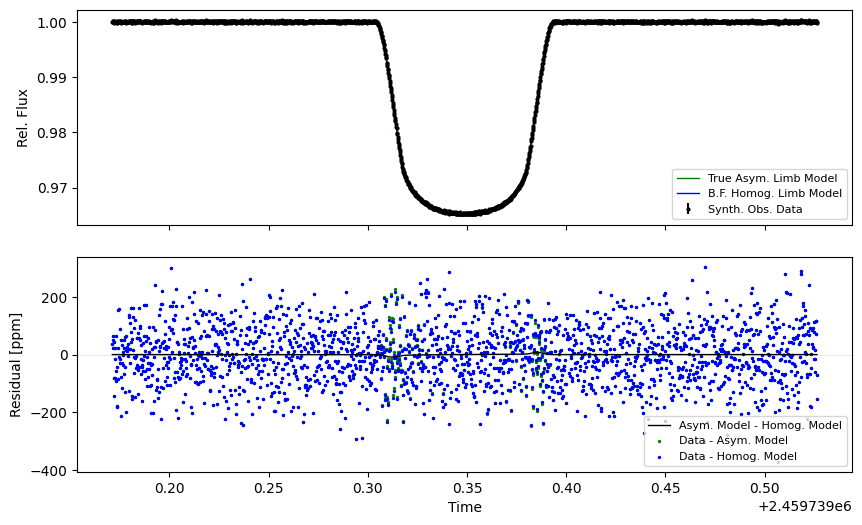 1.00
0.99
0.98
0.97
Rel. Flux
True Asym. Limb Model
B.F. Homog. Limb Model
Synth. Obs. Data
200
0
−200
−400
Residual [ppm]
Asym. Model - Homog. Model
Data - Asym. Model
Data - Homog. Model
0.20 0.25 0.30 0.35 0.40 0.45 0.50
Time
+2.459739e6